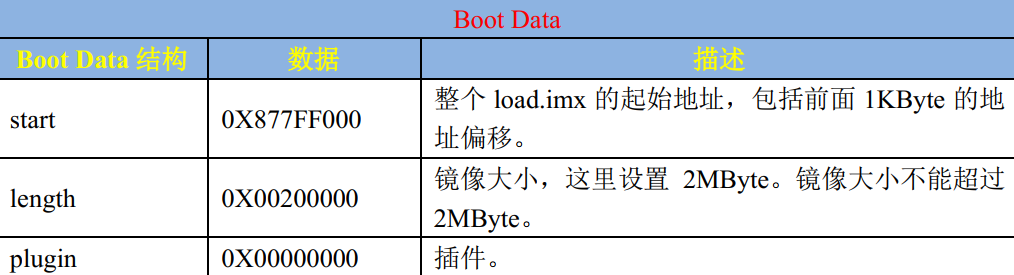 Boot Data
Boot Data 结构 数据 描述
start 0X877FF000 整个 load.imx 的起始地址，包括前面 1KByte 的地
址偏移。
length 0X00200000 镜像大小，这里设置 2MByte。镜像大小不能超过
2MByte。
plugin 0X00000000 插件。